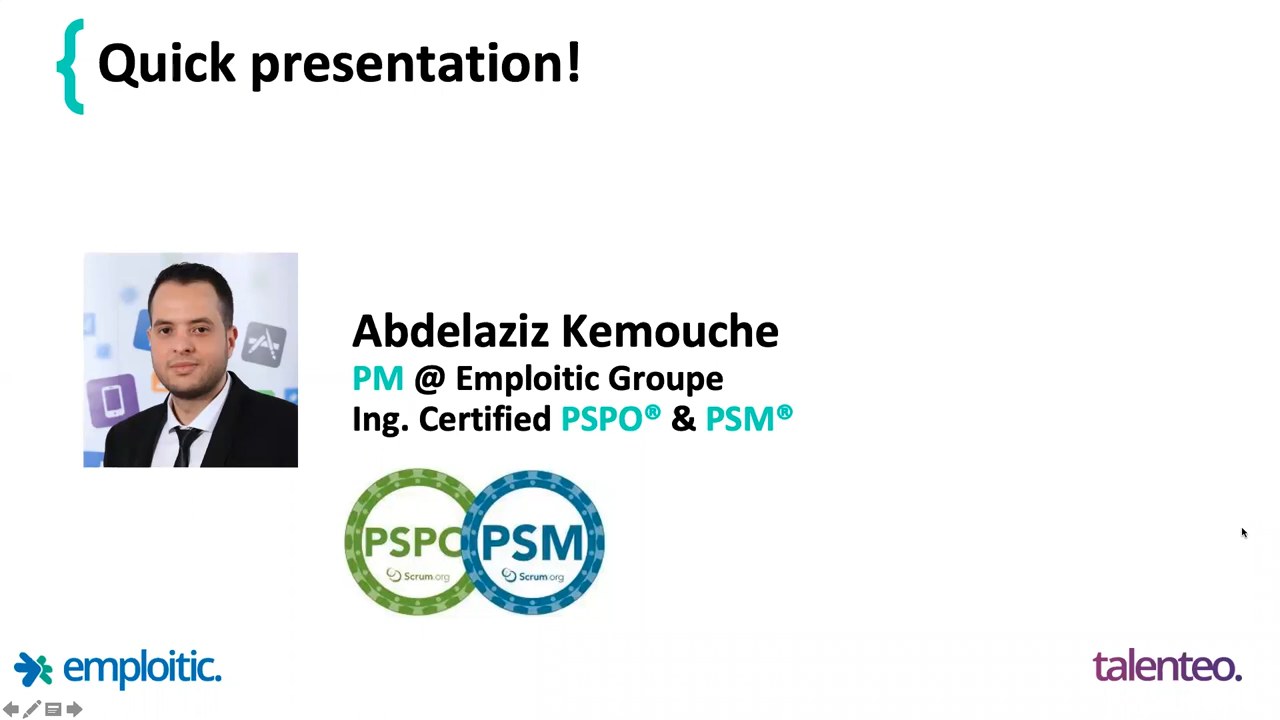 Quick presentation!
Abdelaziz Kemouche
PM @ Emploitic Groupe
Ing. Certified PSPO® & PSM®
PSPO PSM
Scrum.org Scrum.org
emploitic. talenteo.